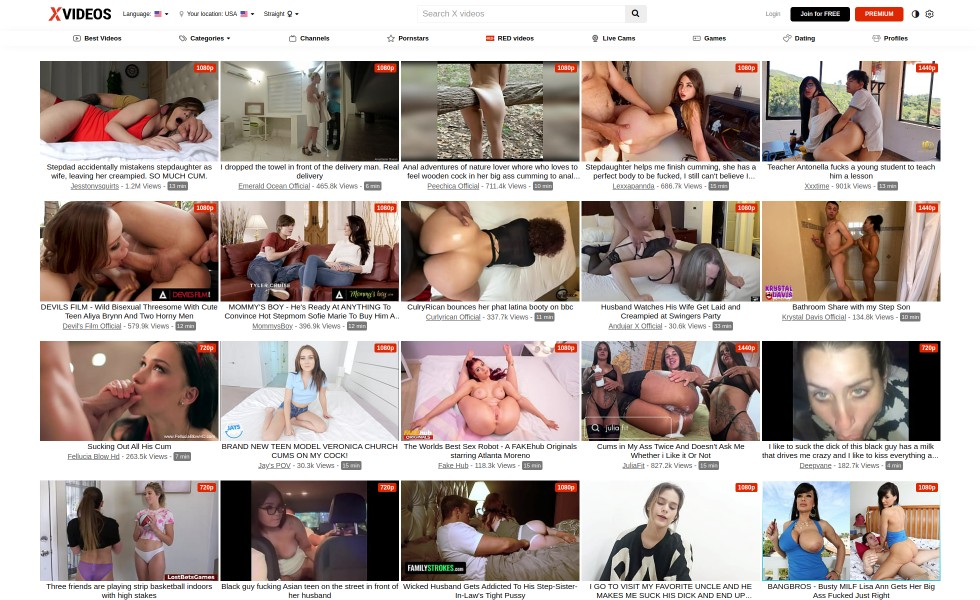 XVIDEOS Language: Your location: USA Straight Search X videos Login Join for FREE PREMIUM
Best Videos Categories Channels Pornstars RED videos Live Cams Games Dating Profiles
1080p 1080p 1080p 1080p 1440p
Stepdad accidentally mistakens stepdaughter as
wife, leaving her creampied. SO MUCH CUM.
Jesstonysquirts - 1.2M Views - 13 min
I dropped the towel in front of the delivery man. Real
delivery
Emerald Ocean Official - 465.8k Views - 6 min
Anal adventures of nature lover whore who loves to
feel wooden cock in her big ass cumming to anal...
Peechica Official - 711.4k Views - 10 min
Stepdaughter helps me finish cumming, she has a
perfect body to be fucked, I still can't believe I...
Lexxapannda - 686.7k Views - 15 min
Teacher Antonella fucks a young student to teach
him a lesson
Xxxtime - 901k Views - 13 min
1080p 1080p 1080p 1440p
DEVILS FILM
TYLER CRUISE
Mommy's boy
KRYSTAL
DAVIS
DEVILS FILM - Wild Bisexual Threesome With Cute
Teen Aliya Brynn And Two Horny Men
Devil's Film Official - 579.9k Views - 12 min
MOMMY'S BOY - He's Ready At ANYTHING To
Convince Hot Stepmom Sofie Marie To Buy Him A..
MommysBoy - 396.9k Views - 12 min
CurlyRican bounces her phat latina booty on bbc
Curlyrican Official - 337.7k Views - 11 min
Husband Watches His Wife Get Laid and
Creampied at Swingers Party
Andujar X Official - 30.6k Views - 33 min
Bathroom Share with my Step Son
Krystal Davis Official - 134.8k Views - 10 min
720p 1080p 1080p 1440p 720p
JAYS
julia fit
Sucking Out All His Cum
Fellucia Blow Hd - 263.5k Views - 7 min
BRAND NEW TEEN MODEL VERONICA CHURCH
CUMS ON MY COCK!
Jay's POV - 30.3k Views - 15 min
The Worlds Best Sex Robot - A FAKEhub Originals
starring Atlanta Moreno
Fake Hub - 118.3k Views - 15 min
Cums in My Ass Twice And Doesn't Ask Me
Whether i Like it Or Not
JuliaFit - 827.2k Views - 15 min
I like to suck the dick of this black guy has a milk
that drives me crazy and I like to kiss everything a...
Deepvane - 182.7k Views - 4 min
720p 720p 1080p 1080p 1080p
LostBetsGames
FAMILYSTROKES.COM
Three friends are playing strip basketball indoors
with high stakes
Black guy fucking Asian teen on the street in front of
her husband
Wicked Husband Gets Addicted To His Step-Sister-
In-Law's Tight Pussy
I GO TO VISIT MY FAVORITE UNCLE AND HE
MAKES ME SUCK HIS DICK AND END UP...
BANGBROS - Busty MILF Lisa Ann Gets Her Big
Ass Fucked Just Right